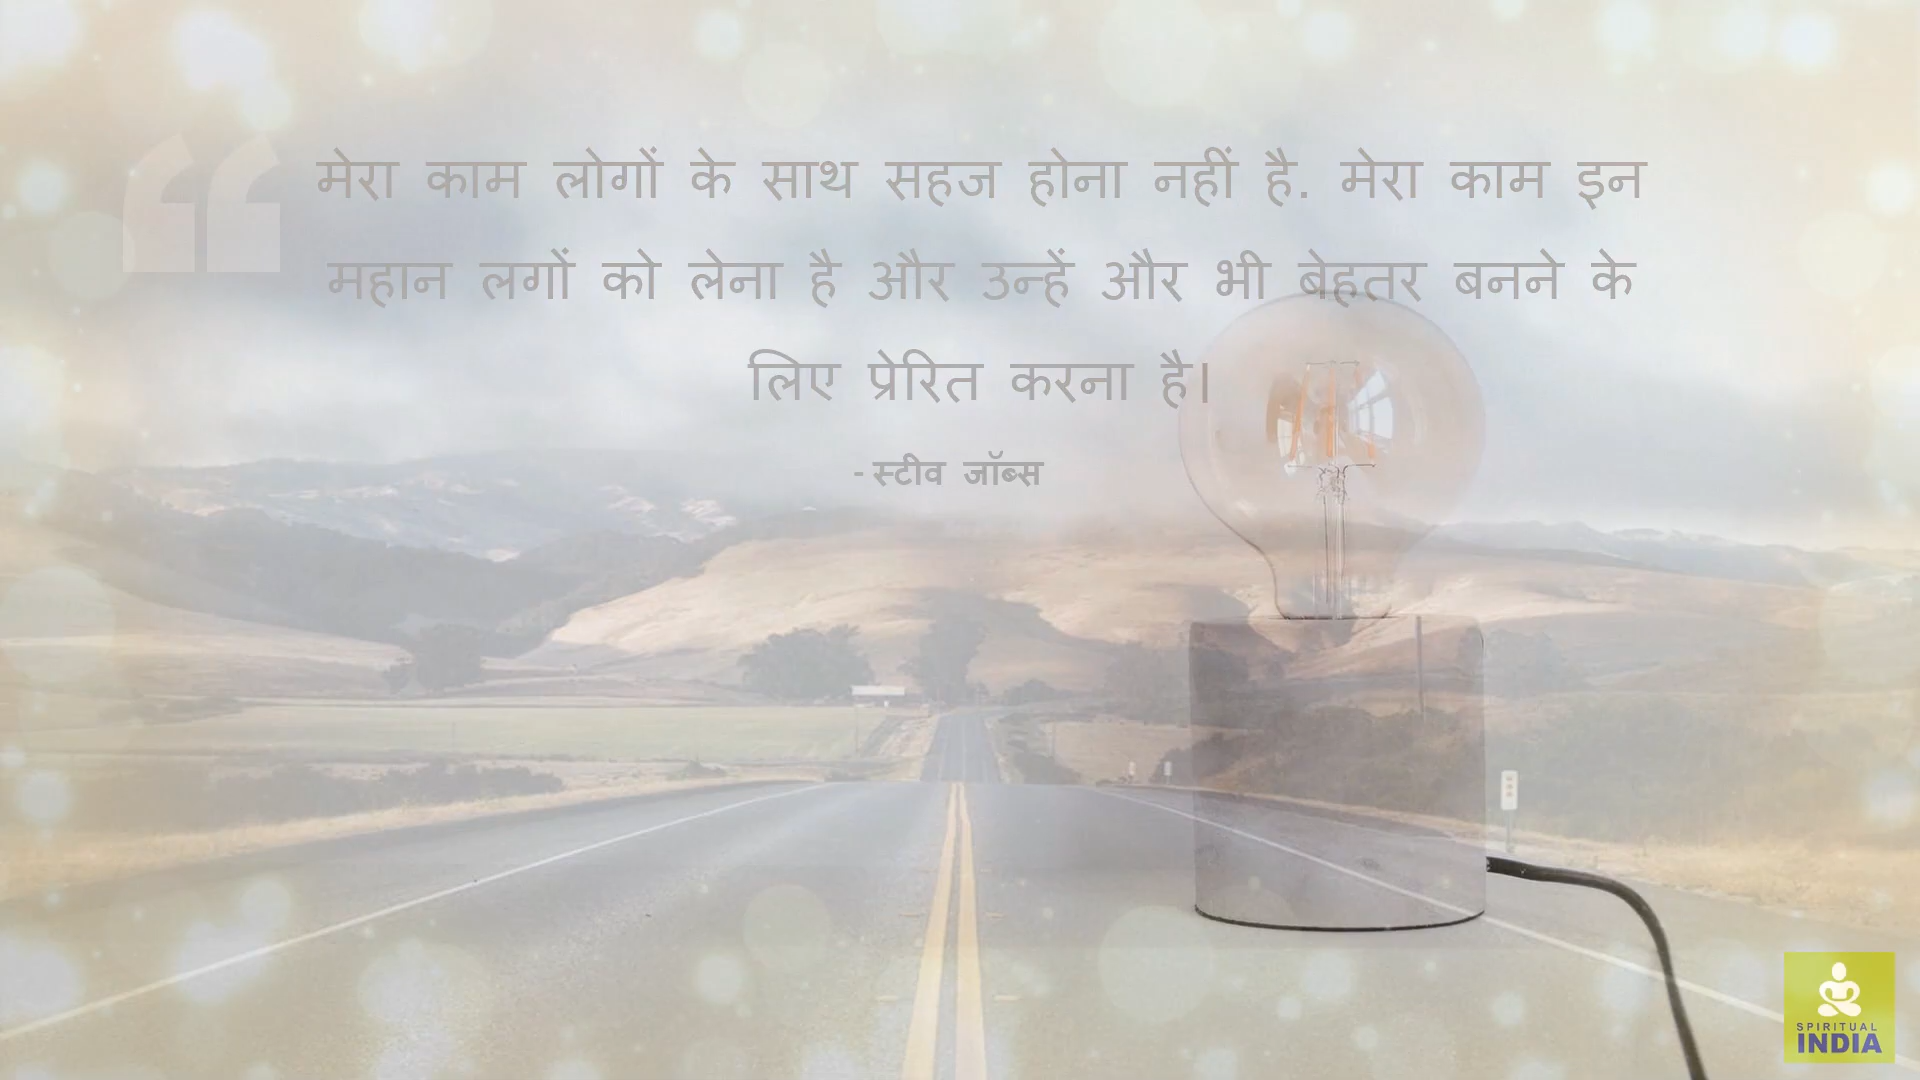 मेरा काम लोगों के साथ सहज होना नहीं है. मेरा काम इन
महान लगों को लेना है और उन्हें और भी बेहतर बनने के
लिए प्रेरित करना है।
- स्टीव जॉब्स
SPIRITUAL
INDIA